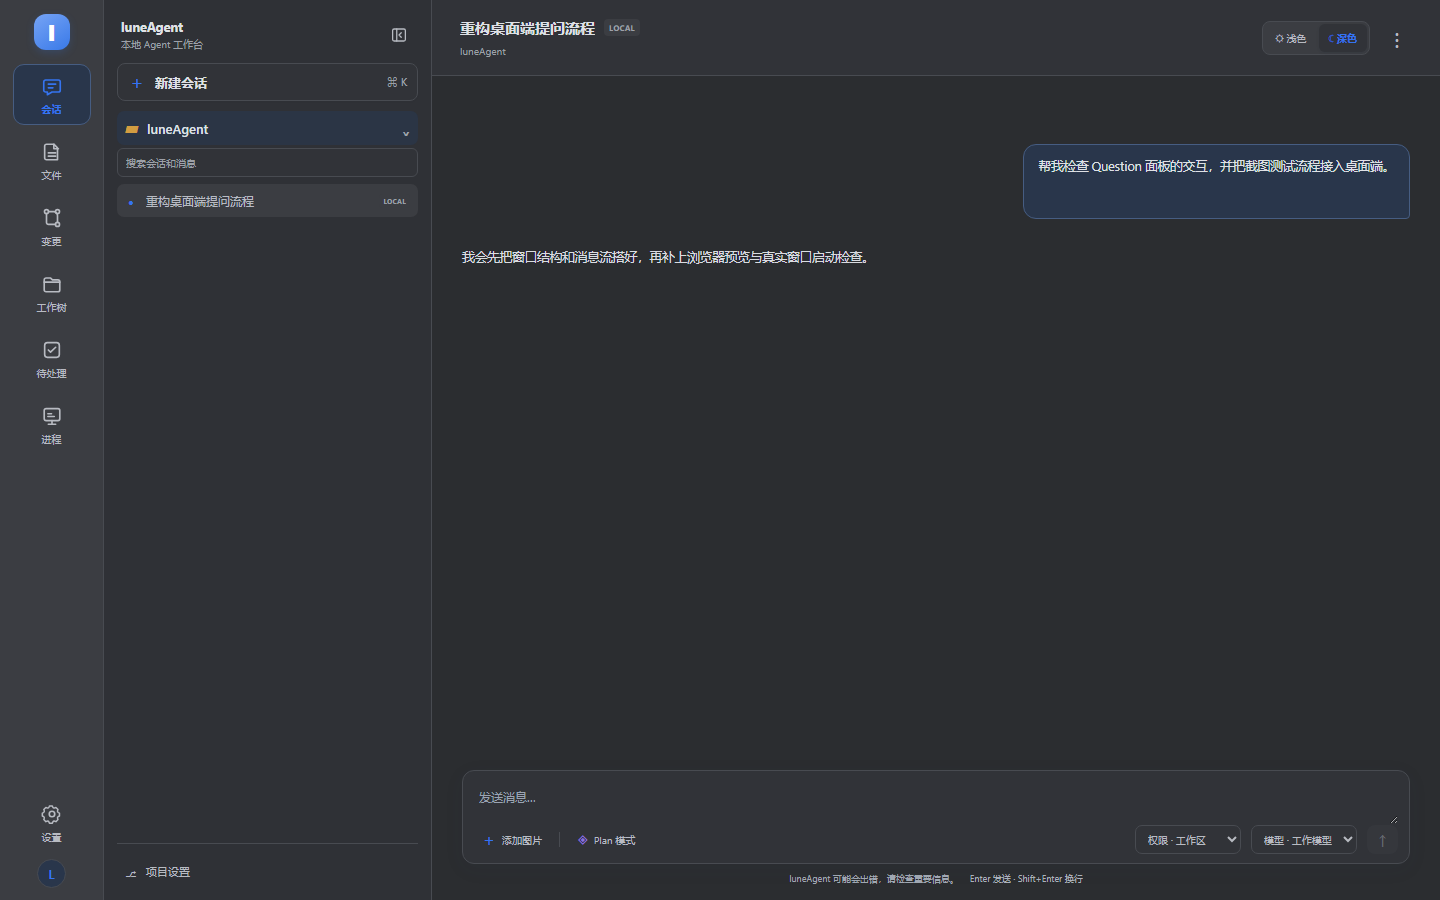 会话
文件
变更
工作树
待处理
进程
设置
L
luneAgent
本地 Agent 工作台
新建会话 ⌘ K
luneAgent
搜索会话和消息
重构桌面端提问流程 LOCAL
项目设置
重构桌面端提问流程 LOCAL
luneAgent
浅色 深色
帮我检查 Question 面板的交互，并把截图测试流程接入桌面端。
我会先把窗口结构和消息流搭好，再补上浏览器预览与真实窗口启动检查。
发送消息...
添加图片 Plan 模式 权限 · 工作区 模型 · 工作模型
luneAgent 可能会出错，请检查重要信息。 Enter 发送 · Shift+Enter 换行